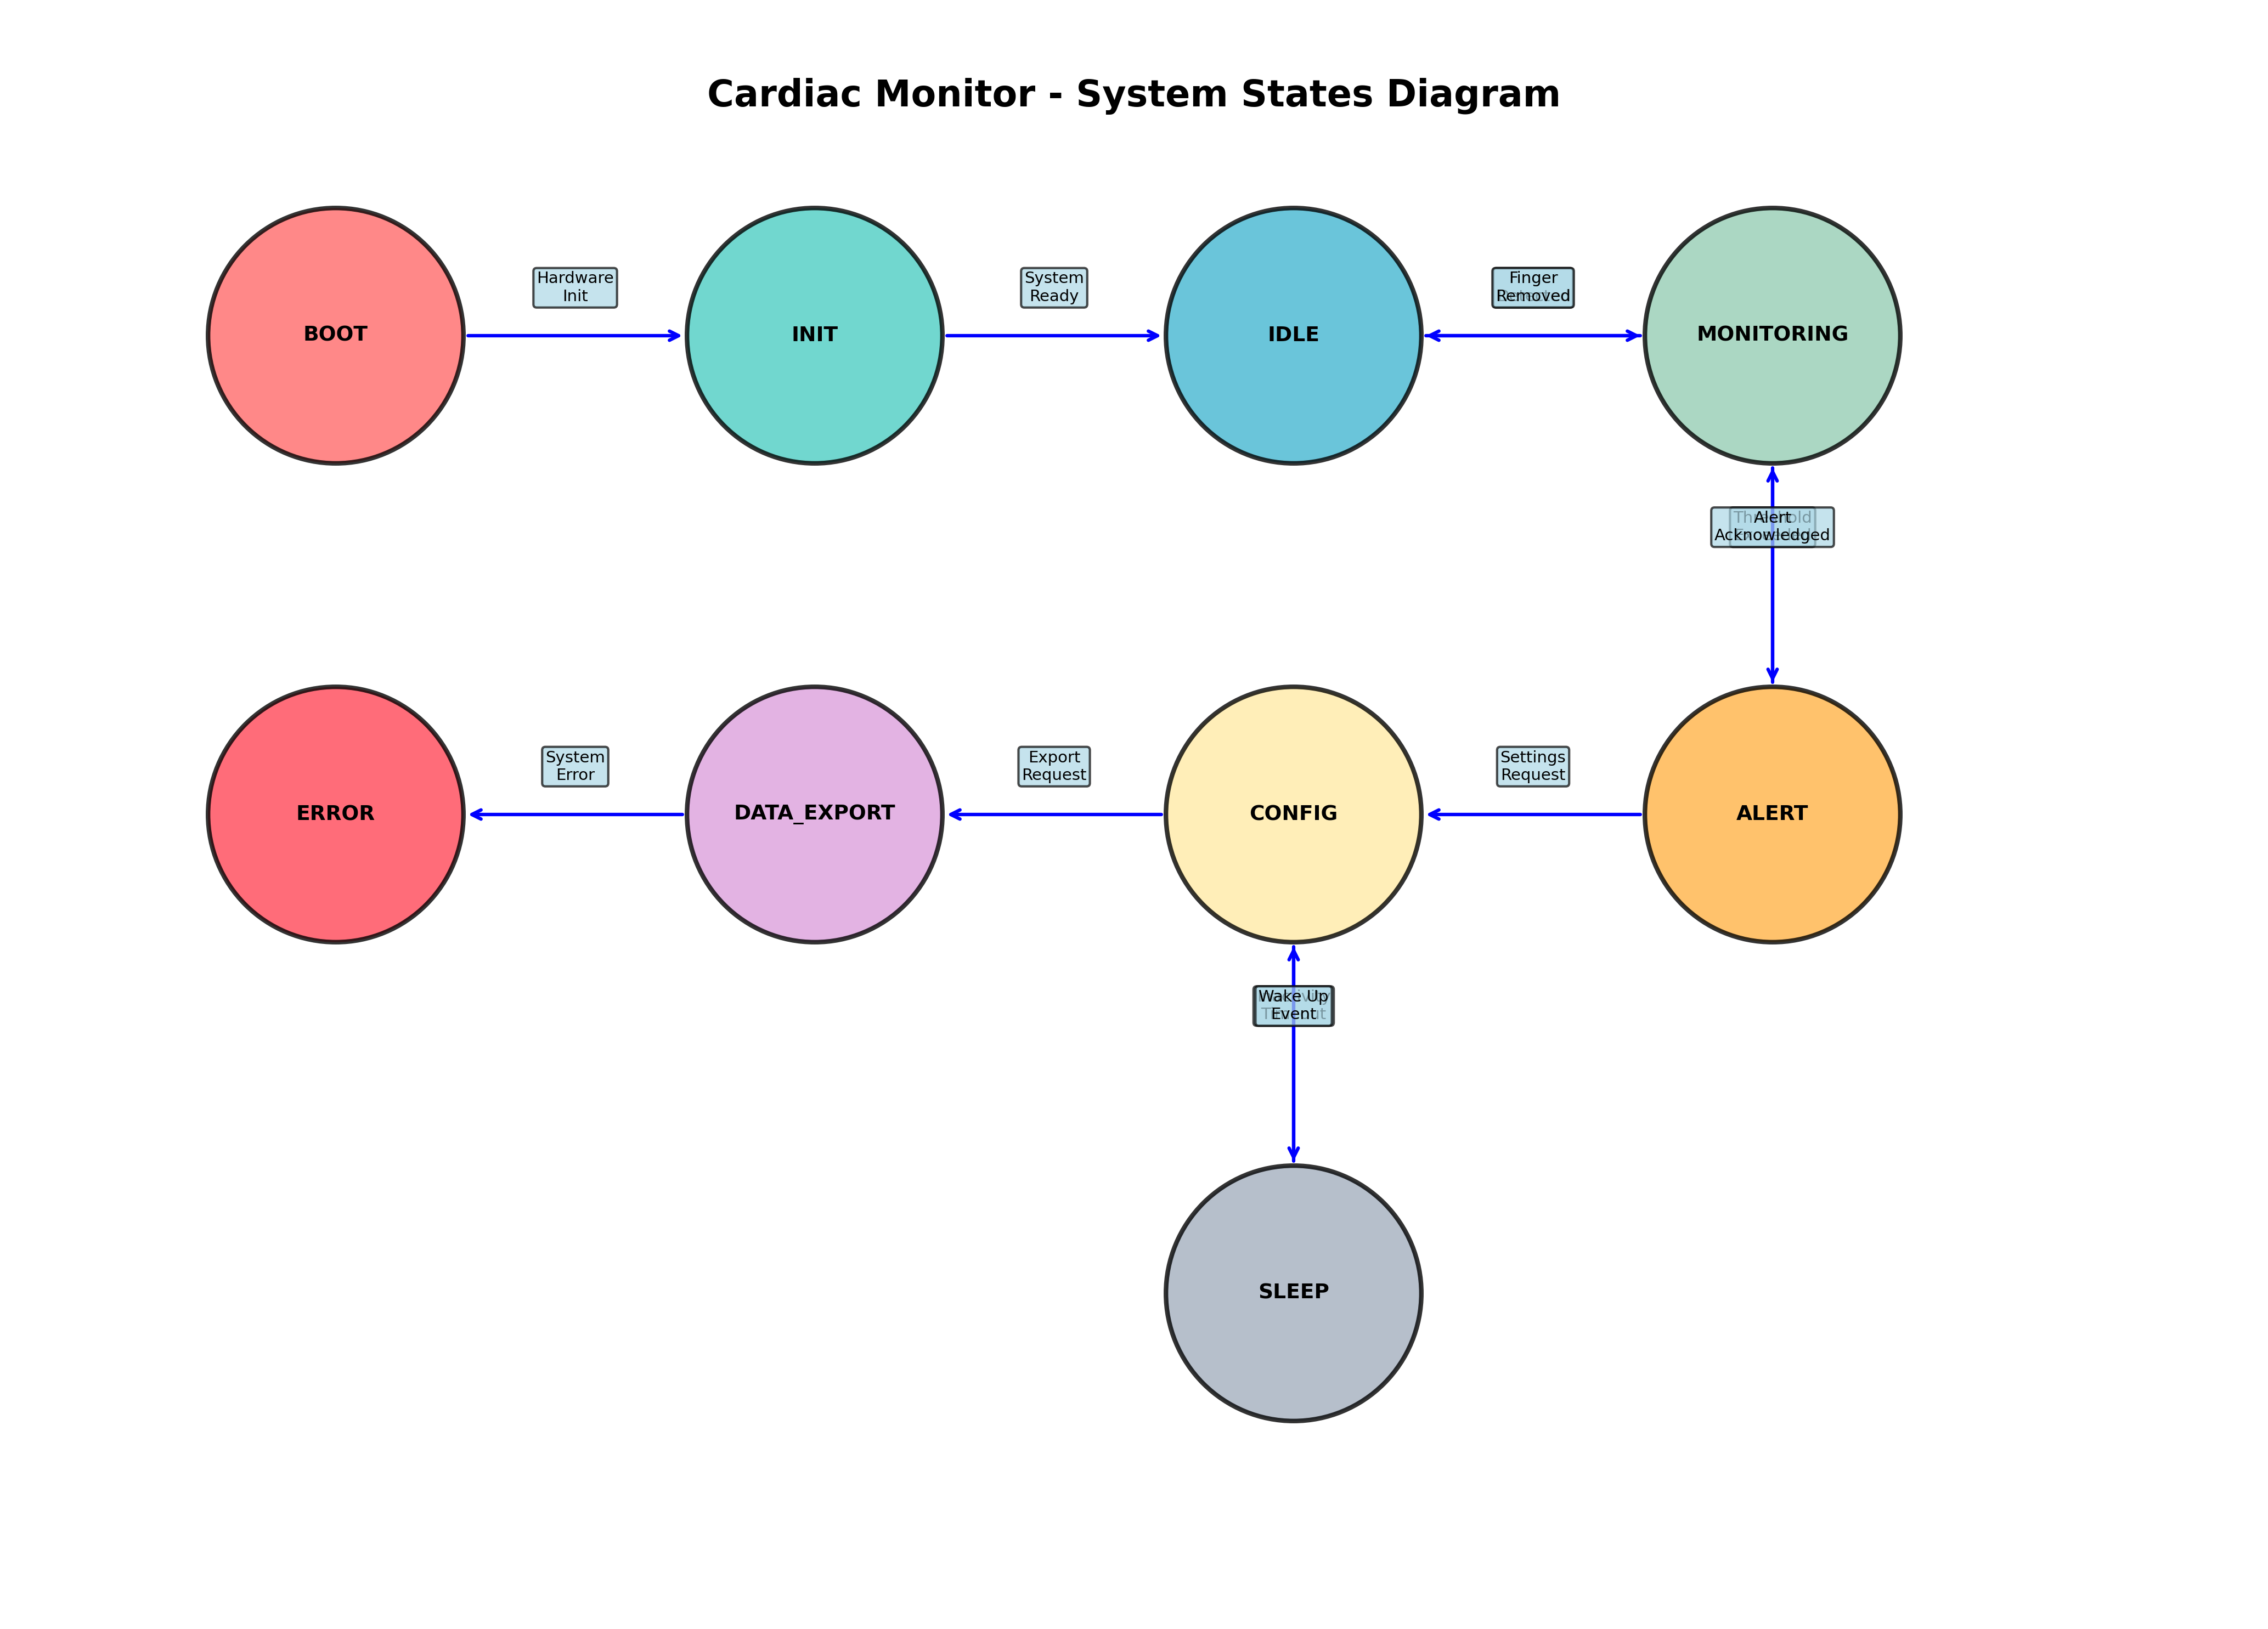 Cardiac Monitor - System States Diagram
Hardware
Init
System
Ready
Finger
Removed
BOOT
INIT
IDLE
MONITORING
Threshold
Alert
Acknowledged
System
Error
Export
Request
Settings
Request
ERROR
DATA_EXPORT
CONFIG
ALERT
Wake Up
Event
SLEEP